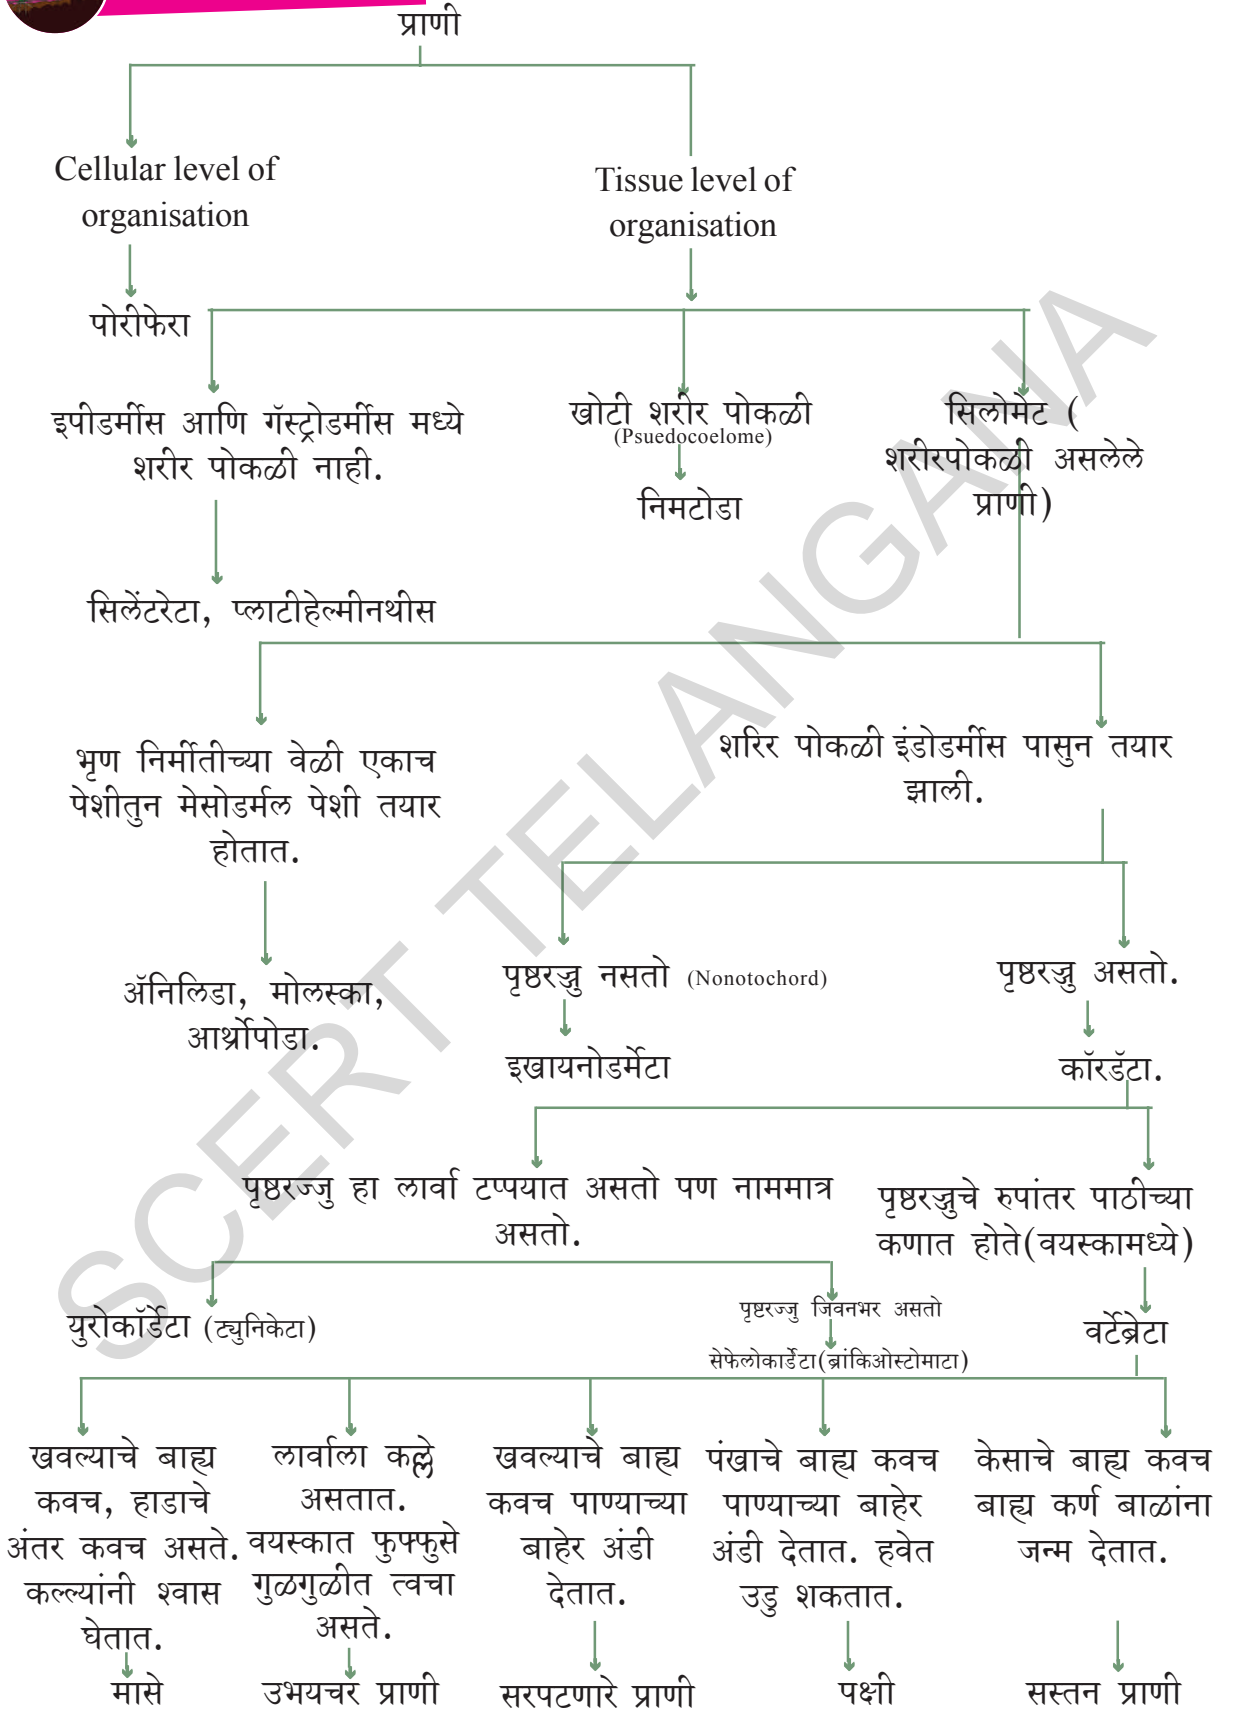 प्राणी
Cellular level of
organisation
Tissue level of
organisation
पोरीफेरा
इपीडर्मीस आणि गॅस्ट्रोडर्मीस मध्ये
शरीर पोकळी नाही.
खोटी शरीर पोकळी
(Psuedocoelome)
निमटोडा
सिलोमेट (
शरीरपोकळी असलेले
प्राणी)
सिलेंटरेटा, प्लाटीहेल्मीनथीस
भृण निर्मीतीच्या वेळी एकाच
पेशीतुन मेसोडर्मल पेशी तयार
होतात.
शरिर पोकळी इंडोडर्मीस पासुन तयार
झाली.
ॲनिलिडा, मोलस्का,
आर्थ्रोपोडा.
पृष्ठरज्जु नसतो (Nonotochord)
इखायनोडर्मेटा
पृष्ठरज्जु असतो.
कॉरडॅटा.
पृष्ठरज्जु हा लार्वा टप्पयात असतो पण नाममात्र
असतो.
पृष्ठरज्जुचे रुपांतर पाठीच्या
कणात होते(वयस्कामध्ये)
युरोकॉर्डेटा (ट्युनिकेटा)
पृष्टरज्जु जिवनभर असतो
सेफेलोकार्डेटा(ब्रांकिओस्टोमाटा)
वर्टेब्रेटा
खवल्याचे बाह्य
कवच, हाडाचे
अंतर कवच असते.
कल्ल्यांनी श्वास
घेतात.
मासे
लार्वाला कल्ले
असतात.
वयस्कात फुफ्फुसे
गुळगुळीत त्वचा
असते.
उभयचर प्राणी
खवल्याचे बाह्य
कवच पाण्याच्या
बाहेर अंडी
देतात.
सरपटणारे प्राणी
पंखाचे बाह्य कवच
पाण्याच्या बाहेर
अंडी देतात. हवेत
उडु शकतात.
पक्षी
केसाचे बाह्य कवच
बाह्य कर्ण बाळांना
जन्म देतात.
सस्तन प्राणी
SCERT TELANGANA